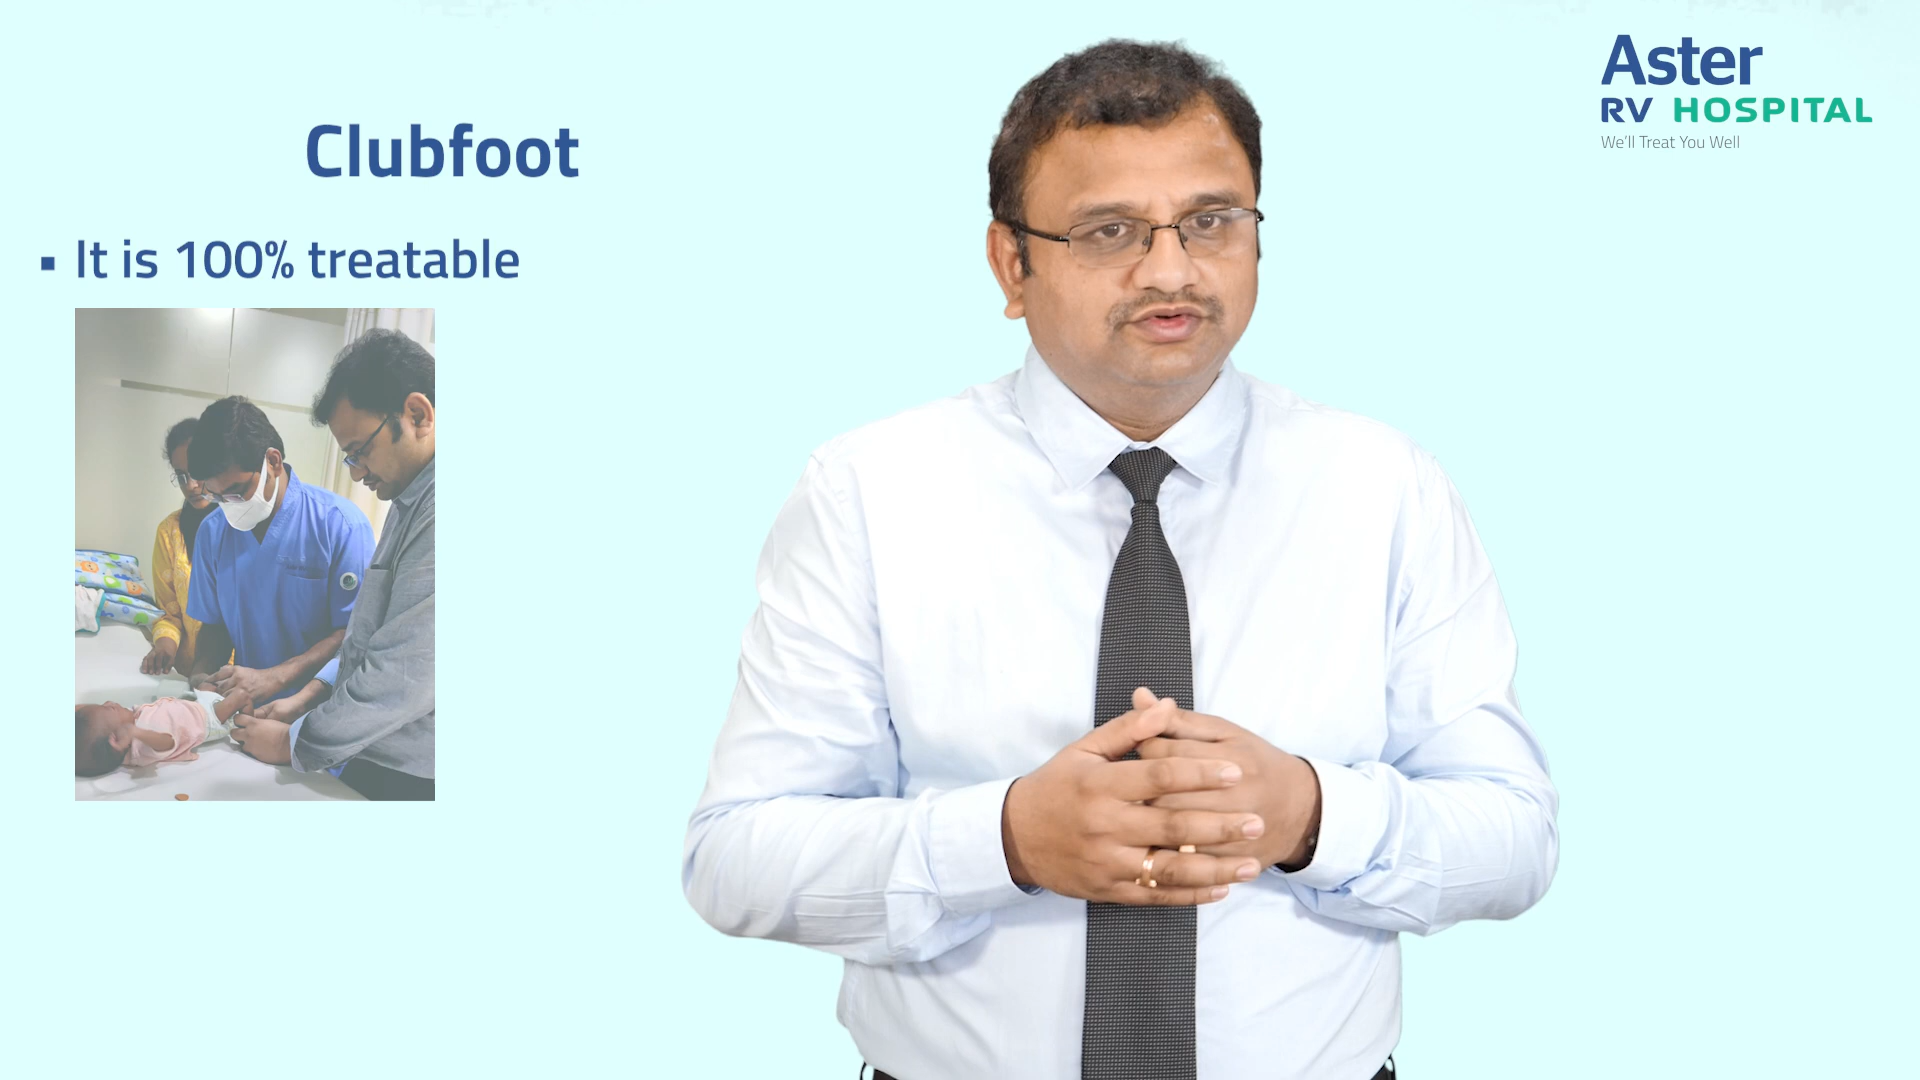 Clubfoot
▪ It is 100% treatable
Aster
RV HOSPITAL
We'll Treat You Well